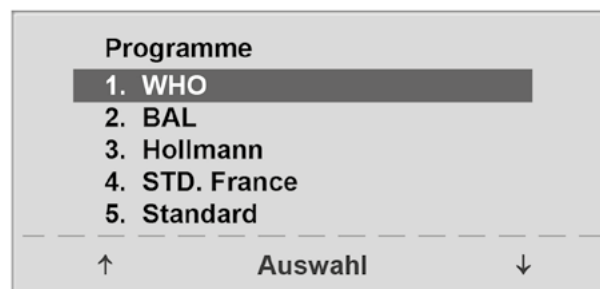 Programme
1. WHO
2. BAL
3. Hollmann
4. STD. France
5. Standard
↑ Auswahl ↓